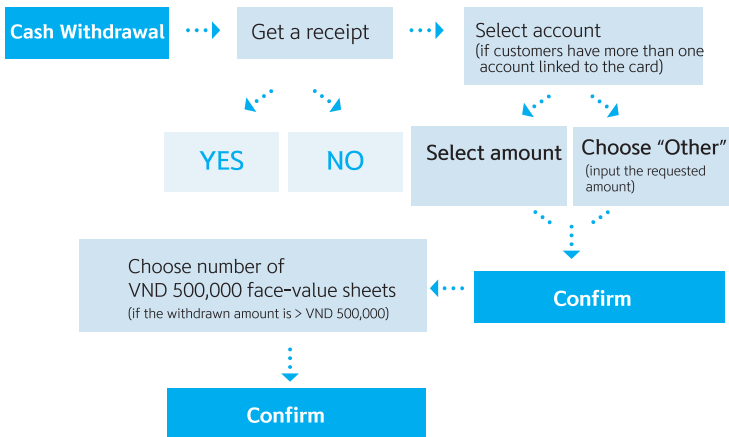 Cash Withdrawal
Get a receipt
Select account
(if customers have more than one
account linked to the card)
YES
NO
Select amount
Choose “Other”
(input the requested
amount)
Confirm
Choose number of
VND 500,000 face-value sheets
(if the withdrawn amount is > VND 500,000)
Confirm